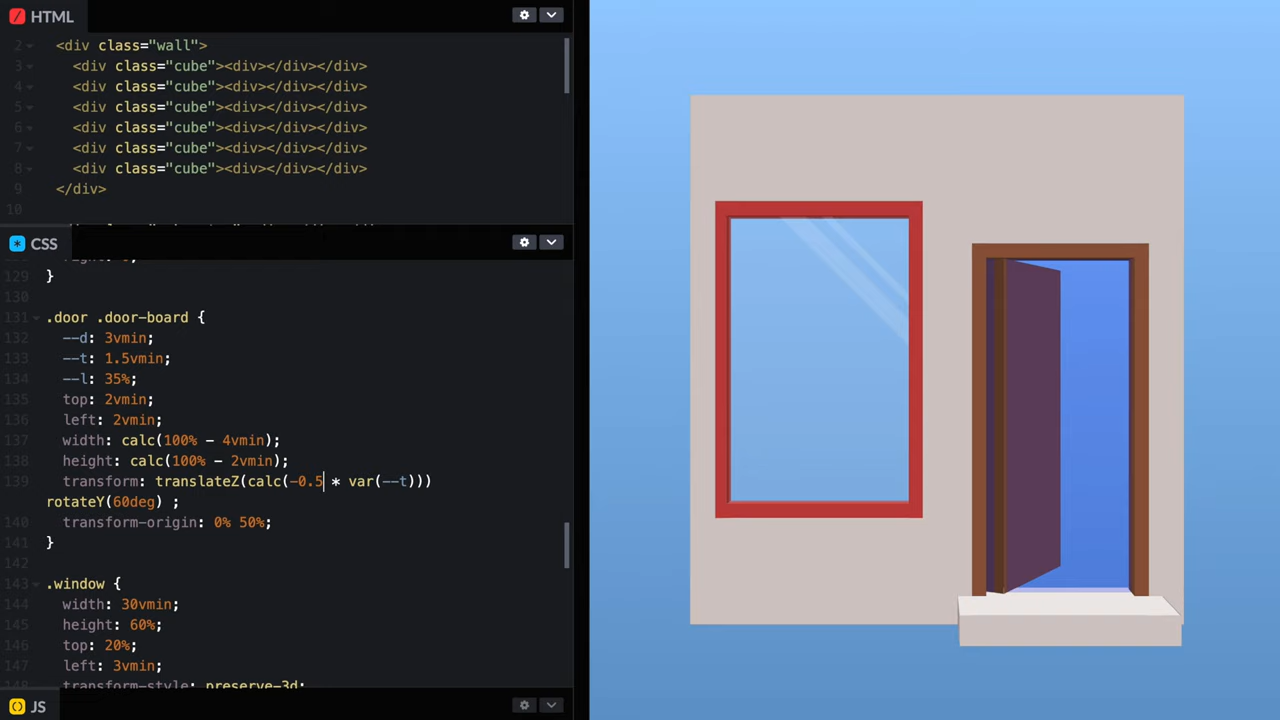 HTML
2 <div class="wall">
3 <div class="cube"><div></div></div>
4 <div class="cube"><div></div></div>
5 <div class="cube"><div></div></div>
6 <div class="cube"><div></div></div>
7 <div class="cube"><div></div></div>
8 <div class="cube"><div></div></div>
9 </div>
10
CSS
129 }
130
131 .door .door-board {
132 --d: 3vmin;
133 --t: 1.5vmin;
134 --l: 35%;
135 top: 2vmin;
136 left: 2vmin;
137 width: calc(100% - 4vmin);
138 height: calc(100% - 2vmin);
139 transform: translateZ(calc(-0.5 * var(--t)))
rotateY(60deg) ;
140 transform-origin: 0% 50%;
141 }
142
143 .window {
144 width: 30vmin;
145 height: 60%;
146 top: 20%;
147 left: 3vmin;
148 transform-style: preserve-3d;
JS